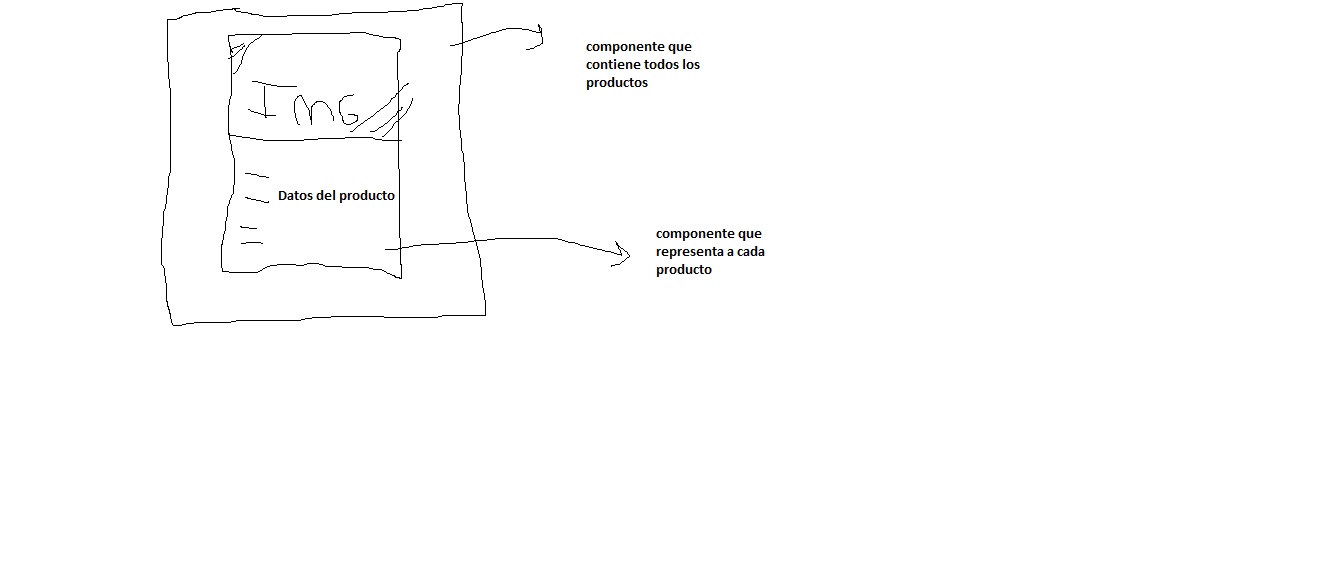 componente que
contiene todos los
productos
Img
Datos del producto
componente que
representa a cada
producto